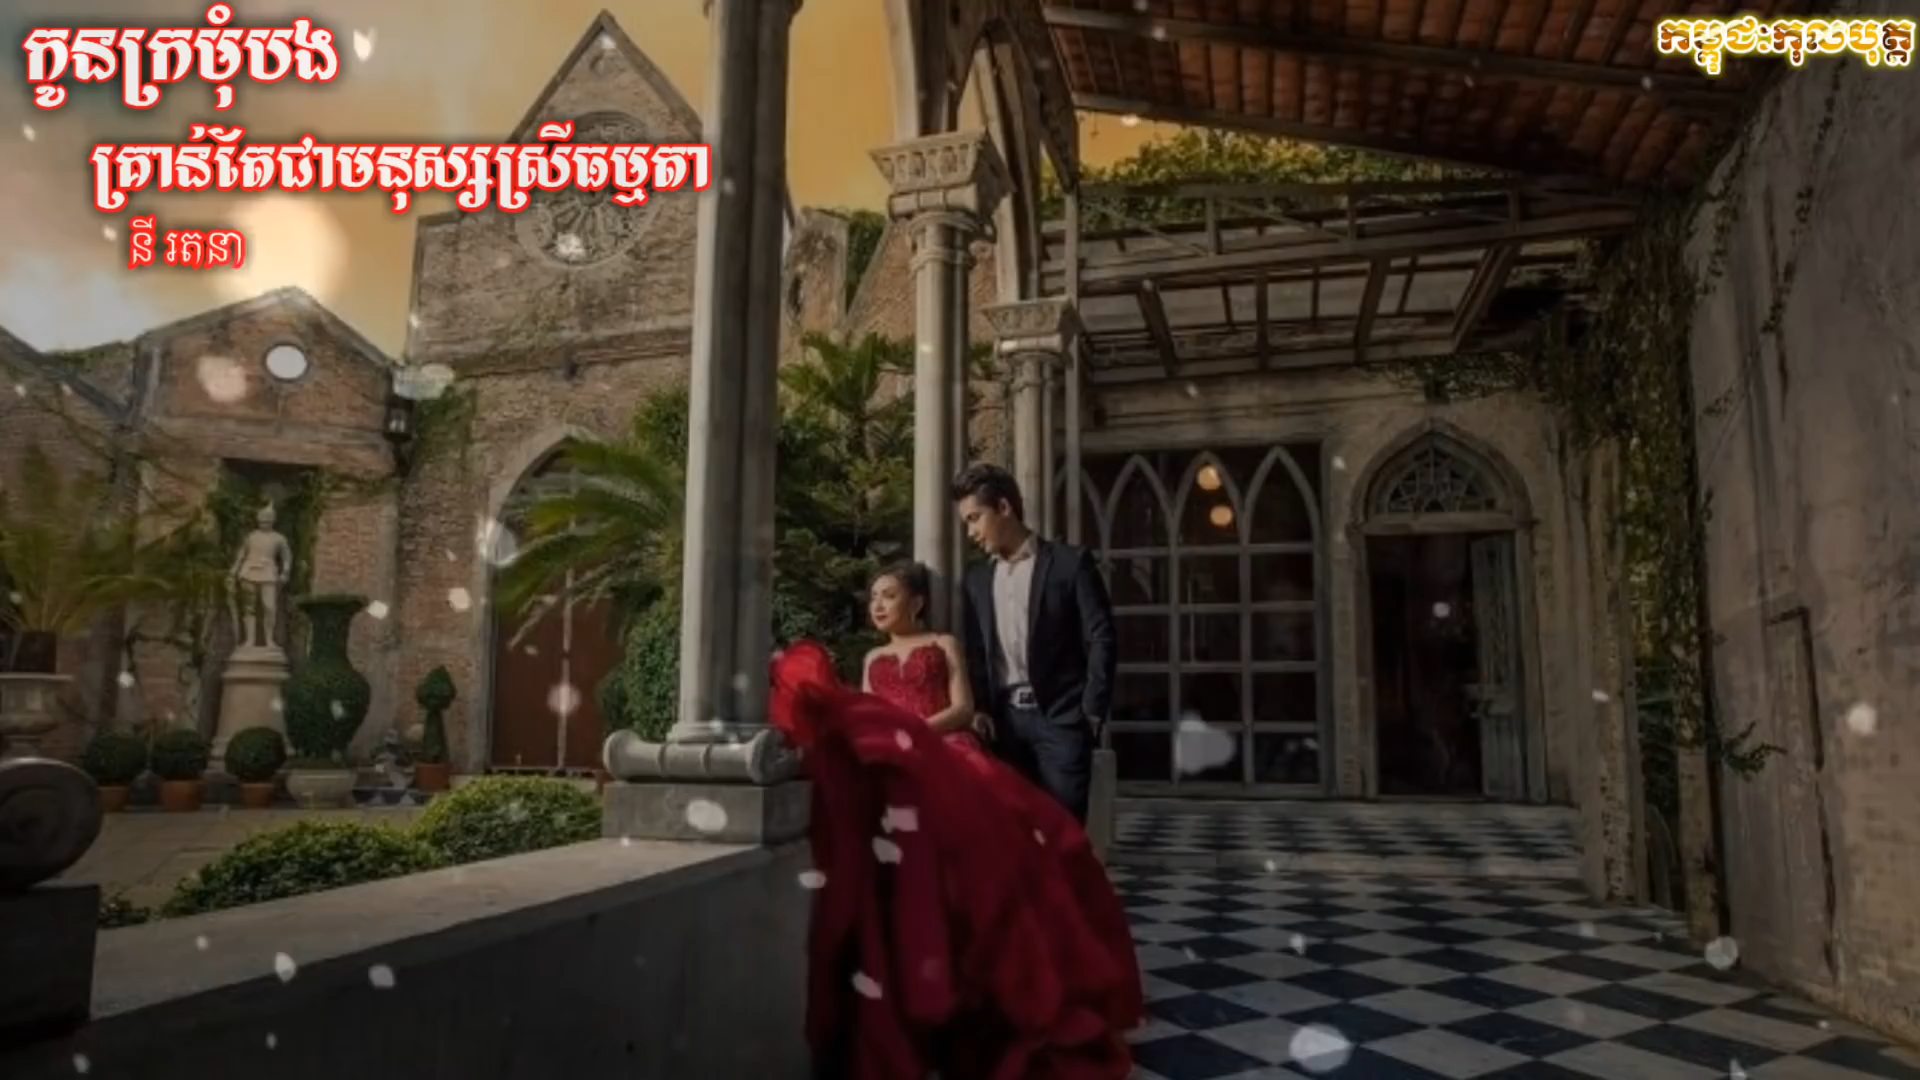 កូនក្រមុំបង
គ្រាន់តែជាមនុស្សស្រីធម្មតា
នី រតនា
កម្ពុជៈកុលបុត្ត